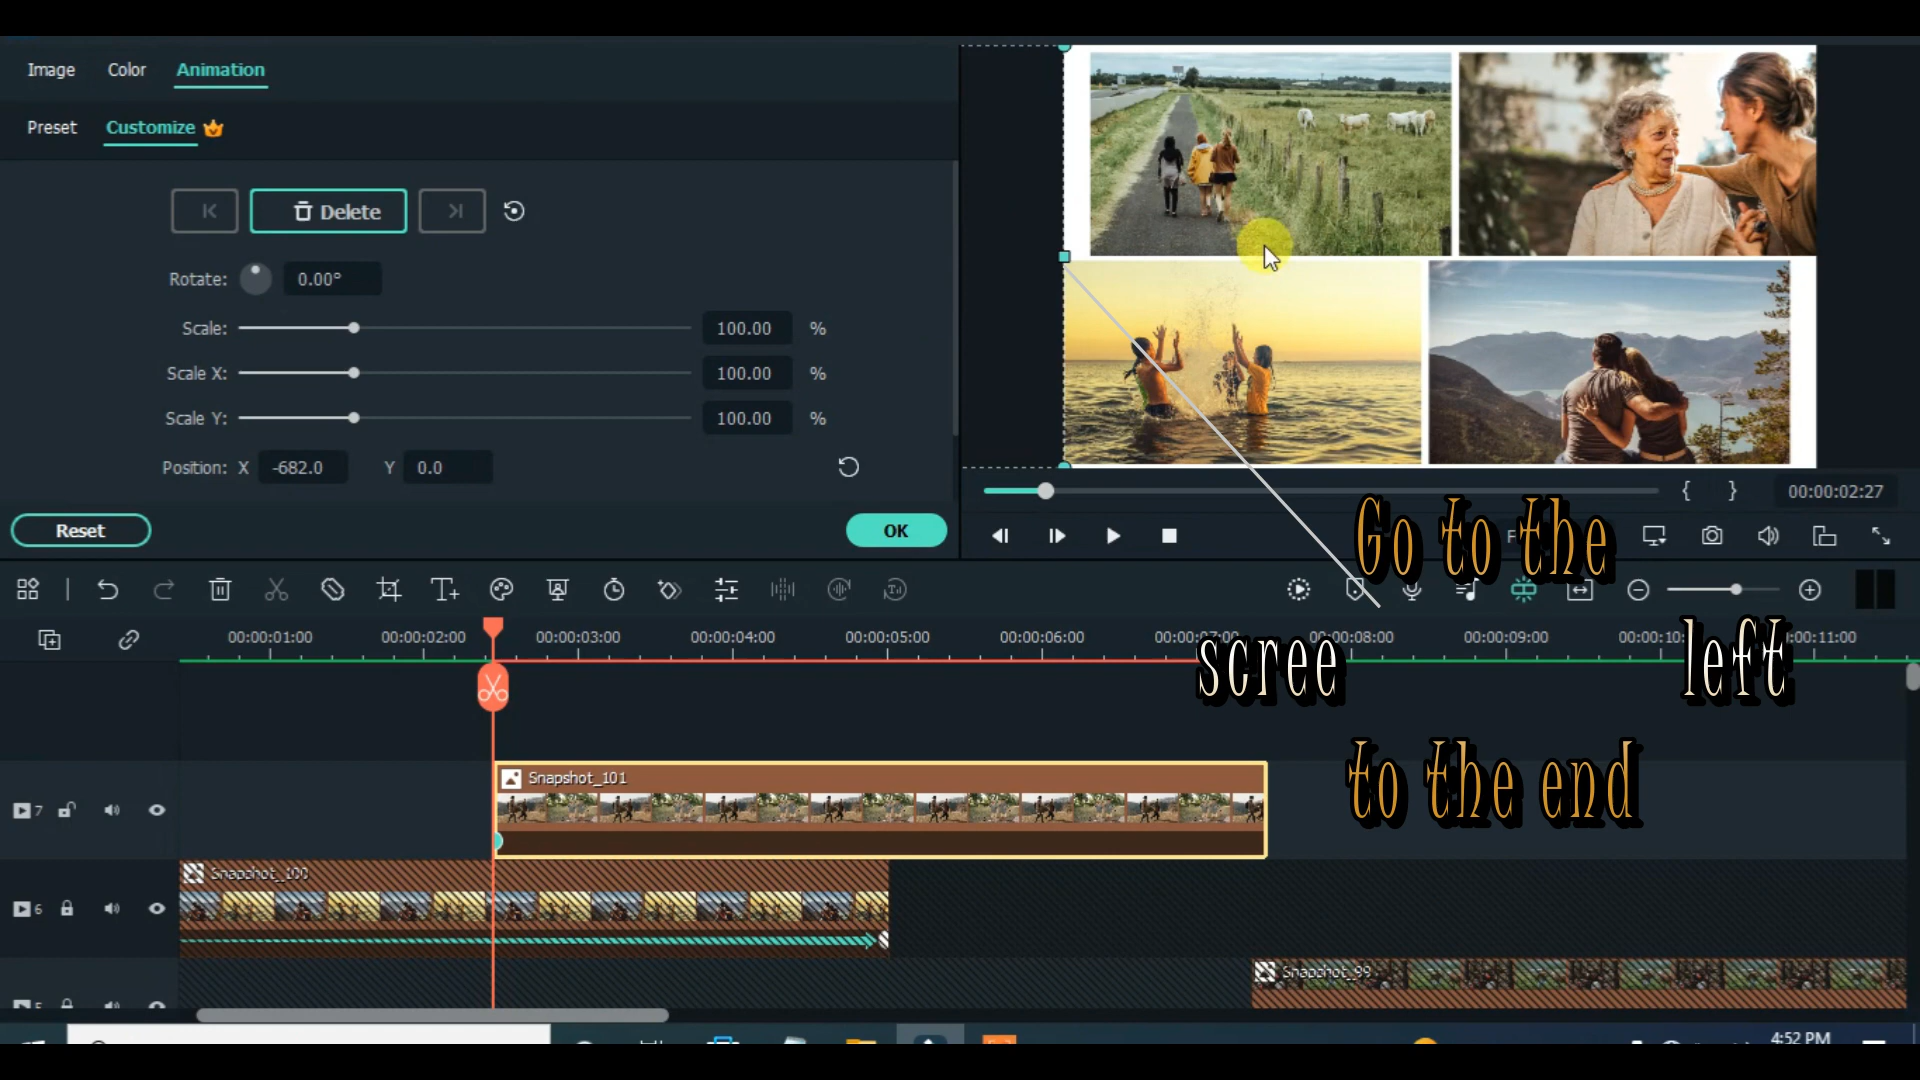 Image Color Animation
Preset Customize
Delete
Rotate: 0.00°
Scale: 100.00 %
Scale X: 100.00 %
Scale Y: 100.00 %
Position: X -682.0 Y 0.0
Reset OK
{ } 00:00:02:27
Go to the
00:00:01:00 00:00:02:00 00:00:03:00 00:00:04:00 00:00:05:00 00:00:06:00 00:00:07:00 00:00:08:00 00:00:09:00 00:00:10: 00:11:00
scree left
to the end
Snapshot_101
7
Snapshot_100
6
Snapshot_99
5
4:52 PM